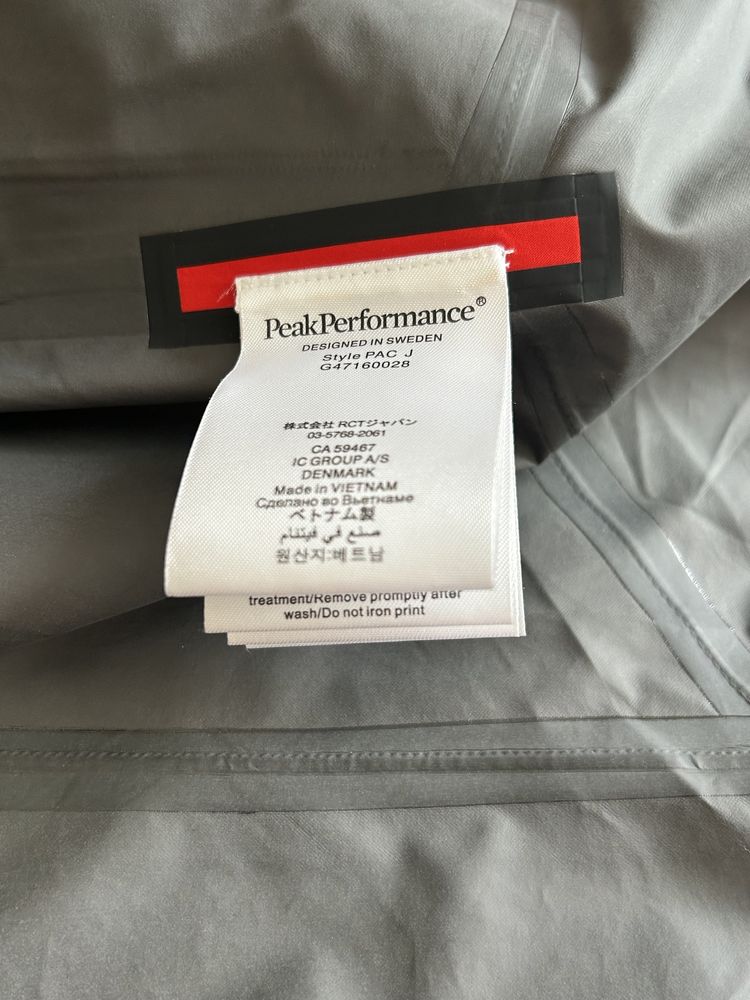 PeakPerformance®
DESIGNED IN SWEDEN
Style PAC J
G47160028
株式会社 RCTジャパン
03-5768-2061
CA 59467
IC GROUP A/S
DENMARK
Made in VIETNAM
Сделано во Вьетнаме
ベトナム製
صنع في فيتنام
원산지:베트남
treatment/Remove promptly after
wash/Do not iron print